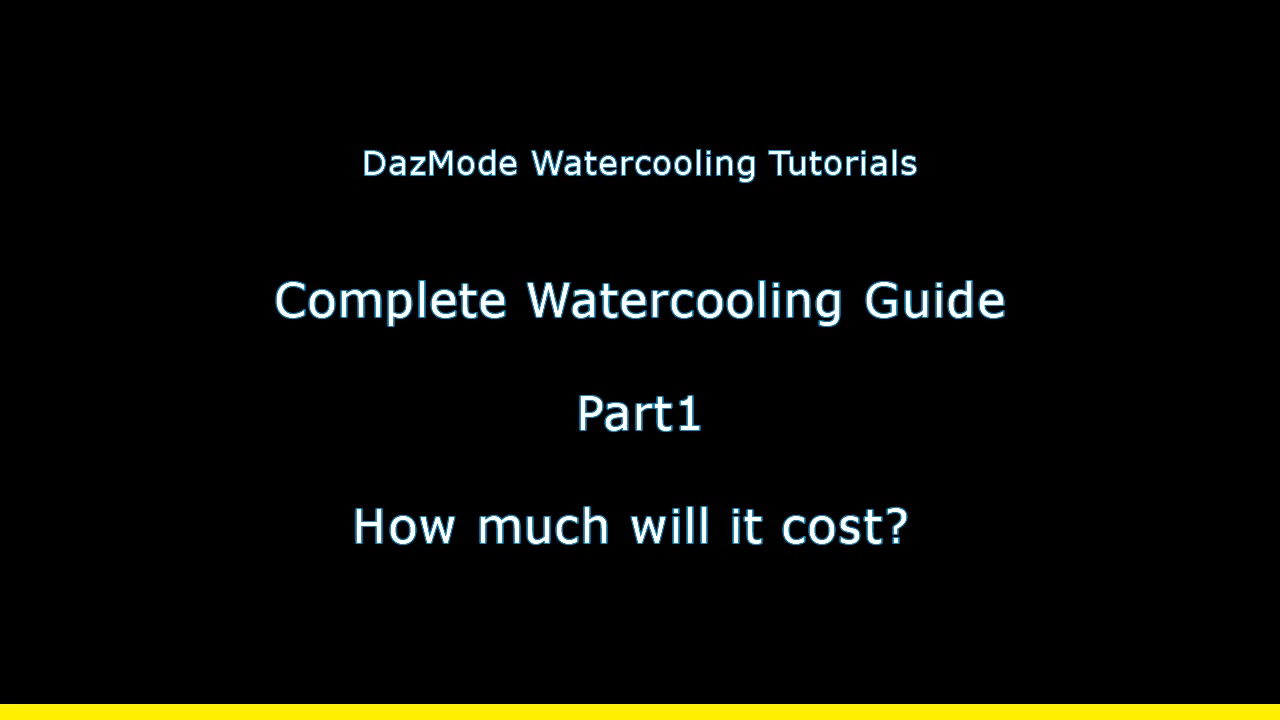 DazMode Watercooling Tutorials
Complete Watercooling Guide
Part1
How much will it cost?